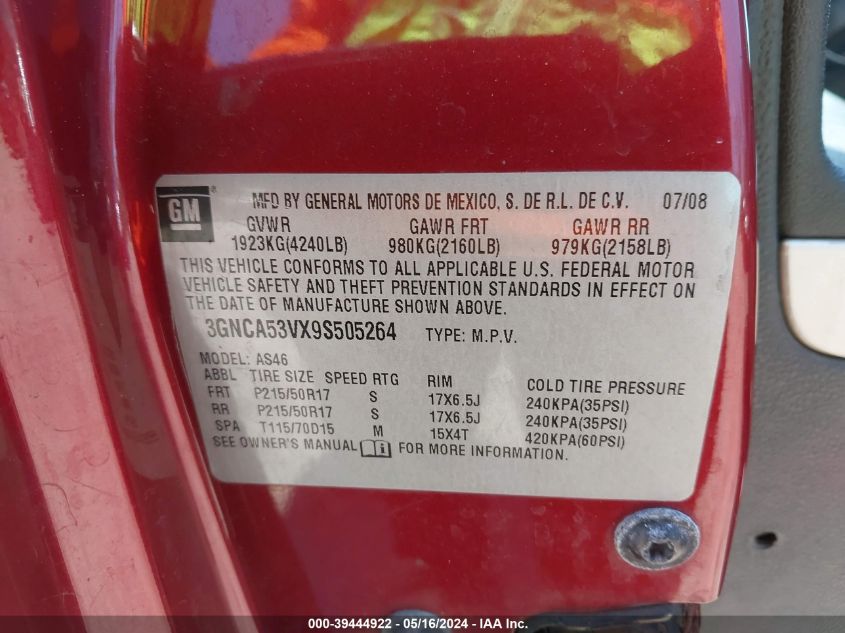 GM
®
MFD BY GENERAL MOTORS DE MEXICO, S. DE R.L. DE C.V. 07/08
GVWR GAWR FRT GAWR RR
1923KG(4240LB) 980KG(2160LB) 979KG(2158LB)
THIS VEHICLE CONFORMS TO ALL APPLICABLE U.S. FEDERAL MOTOR
VEHICLE SAFETY AND THEFT PREVENTION STANDARDS IN EFFECT ON
THE DATE OF MANUFACTURE SHOWN ABOVE.
3GNCA53VX9S505264 TYPE: M.P.V.
MODEL: AS46
ABBL TIRE SIZE SPEED RTG RIM COLD TIRE PRESSURE
FRT P215/50R17 S 17X6.5J 240KPA(35PSI)
RR P215/50R17 S 17X6.5J 240KPA(35PSI)
SPA T115/70D15 M 15X4T 420KPA(60PSI)
SEE OWNER'S MANUAL i FOR MORE INFORMATION.
000-39444922 - 05/16/2024 - IAA, Inc.